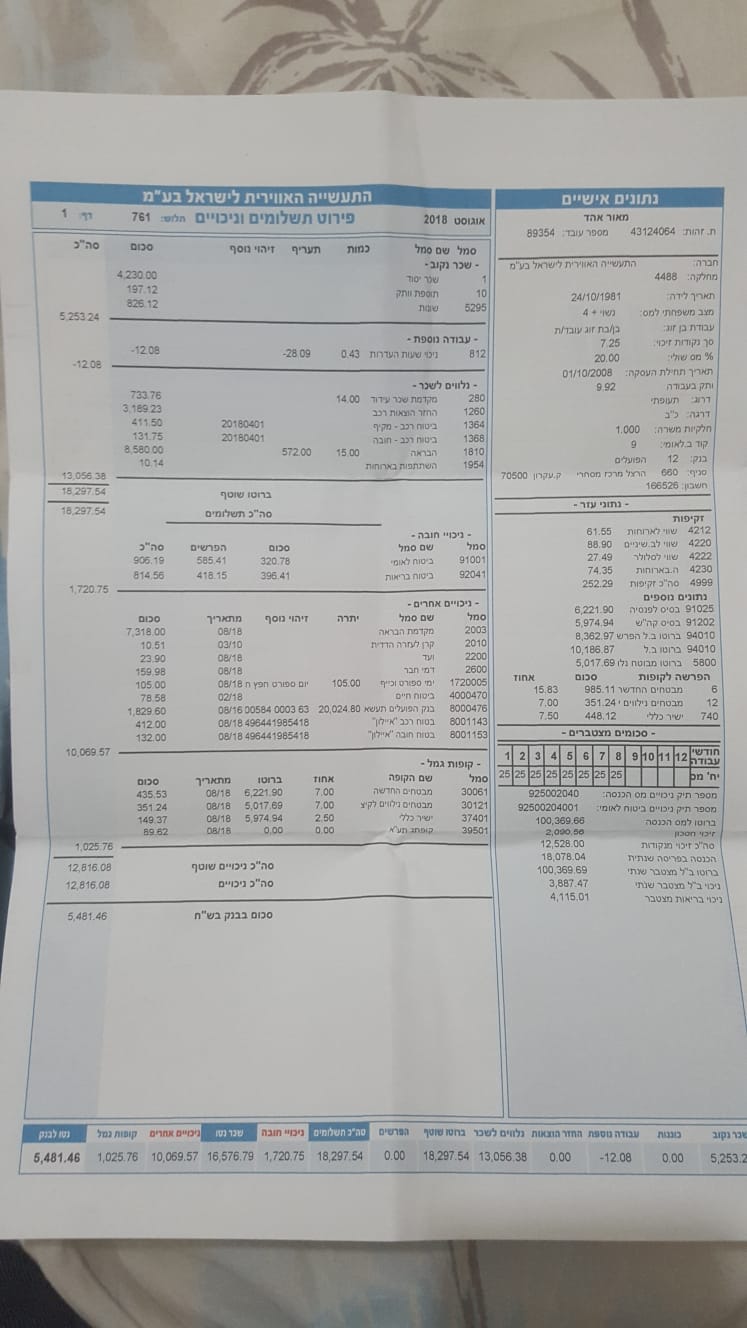 נתונים אישיים
מאור אהד
ת. זהות: 43124064 מספר עובד: 89354
חברה: התעשייה האווירית לישראל בע"מ
מחלקה: 4488
תאריך לידה: 24/10/1981
מצב משפחתי למס: נשוי + 4
עבודת בן זוג: בן/בת זוג עובד/ת
סך נקודות זיכוי: 7.25
% מס שולי: 20.00
תאריך תחילת העסקה: 01/10/2008
ותק בעבודה 9.92
דרוג: תעופתי
דרגה: כ"ב
חלקיות משרה: 1.000
קוד ב.לאומי: 9
בנק: 12 הפועלים
סניף: 660 הרצל מרכז מסחרי ק.עקרון 70500
חשבון: 166526
- נתוני עזר -
זקיפות
4212 שווי לארוחות 61.55
4220 שווי לב.שיניים 88.90
4222 שווי לסלולר 27.49
4230 ה.בארוחות 74.35
4999 סה"כ זקיפות 252.29
נתונים נוספים
91025 בסיס לפנסיה 6,221.90
91202 בסיס קה"ש 5,974.94
94010 ברוטו ב.ל הפרש 8,362.97
94010 ברוטו ב.ל 10,186.87
5800 ברוטו מבוטח גלו 5,017.69
הפרשה לקופות סכום אחוז
6 מבטחים החדשה 985.11 15.83
12 מבטחים גילווים 351.24 7.00
740 ישיר כללי 448.12 7.50
- סכומים מצטברים -
חודשי עבודה 12 11 10 9 8 7 6 5 4 3 2 1
יח' מס 25 25 25 25 25 25 25 25
מספר תיק ניכויים מס הכנסה: 925002040
מספר תיק ניכויים ביטוח לאומי: 92500204001
ברוטו למס הכנסה 100,369.66
זיכוי חסכון 2,090.56
סה"כ זיכוי מנקודות 12,528.00
הכנסה בפריסה שנתית 18,078.04
ברוטו ב"ל מצטבר שנתי 100,369.69
ניכוי ב"ל מצטבר שנתי 3,887.47
ניכוי בריאות מצטבר 4,115.01
התעשייה האווירית לישראל בע"מ
אוגוסט 2018 פירוט תשלומים וניכויים תלוש: 761 דף: 1
סמל שם סמל כמות תעריף זיהוי נוסף סכום סה"כ
- שכר נקוב -
1 שכר יסוד 4,230.00
10 תוספת וותק 197.12
5295 שונות 826.12
5,253.24
- עבודה נוספת -
812 ניכוי שעות העדרות 0.43 -28.09 -12.08
-12.08
- נלווים לשכר -
280 מקדמת שכר עידוד 14.00 733.76
1260 החזר הוצאות רכב 3,189.23
1364 ביטוח רכב - מקיף 20180401 411.50
1368 ביטוח רכב - חובה 20180401 131.75
1810 הבראה 15.00 572.00 8,580.00
1954 השתתפות בארוחות 10.14
13,056.38
ברוטו שוטף 18,297.54
סה"כ תשלומים 18,297.54
- ניכויי חובה -
סמל שם סמל סכום הפרשים סה"כ
91001 ביטוח לאומי 320.78 585.41 906.19
92041 ביטוח בריאות 396.41 418.15 814.56
1,720.75
- ניכויים אחרים -
סמל שם סמל יתרה זיהוי נוסף מתאריך סכום
2003 מקדמת הבראה 08/18 7,318.00
2010 קרן לעזרה הדדית 03/10 10.51
2200 ועד 08/18 23.90
2600 דמי חבר 08/18 159.98
1720005 ימי ספורט וכייף 105.00 יום ספורט חפץ ח 08/18 105.00
4000470 ביטוח חיים 02/18 78.58
8000476 בנק הפועלים תעשא 20,024.80 00584 0003 63 08/16 1,829.60
8001143 בטוח רכב "איילון" 496441985418 08/18 412.00
8001153 בטוח חובה "איילון" 496441985418 08/18 132.00
10,069.57
- קופות גמל -
סמל שם הקופה אחוז ברוטו מתאריך סכום
30061 מבטחים החדשה 7.00 6,221.90 08/18 435.53
30121 מבטחים גילווים לקיצ 7.00 5,017.69 08/18 351.24
37401 ישיר כללי 2.50 5,974.94 08/18 149.37
39501 קופתג תע"א 0.00 0.00 08/18 89.62
1,025.76
סה"כ ניכויים שוטף 12,816.08
סה"כ ניכויים 12,816.08
סכום בבנק בש"ח 5,481.46
שכר נקוב כוננות עבודה נוספת החזר הוצאות נלווים לשכר ברוטו שוטף הפרשים סה"כ תשלומים ניכויי חובה שכר נטו ניכויים אחרים קופות גמל נטו לבנק
5,253.2 0.00 -12.08 0.00 13,056.38 18,297.54 0.00 18,297.54 1,720.75 16,576.79 10,069.57 1,025.76 5,481.46